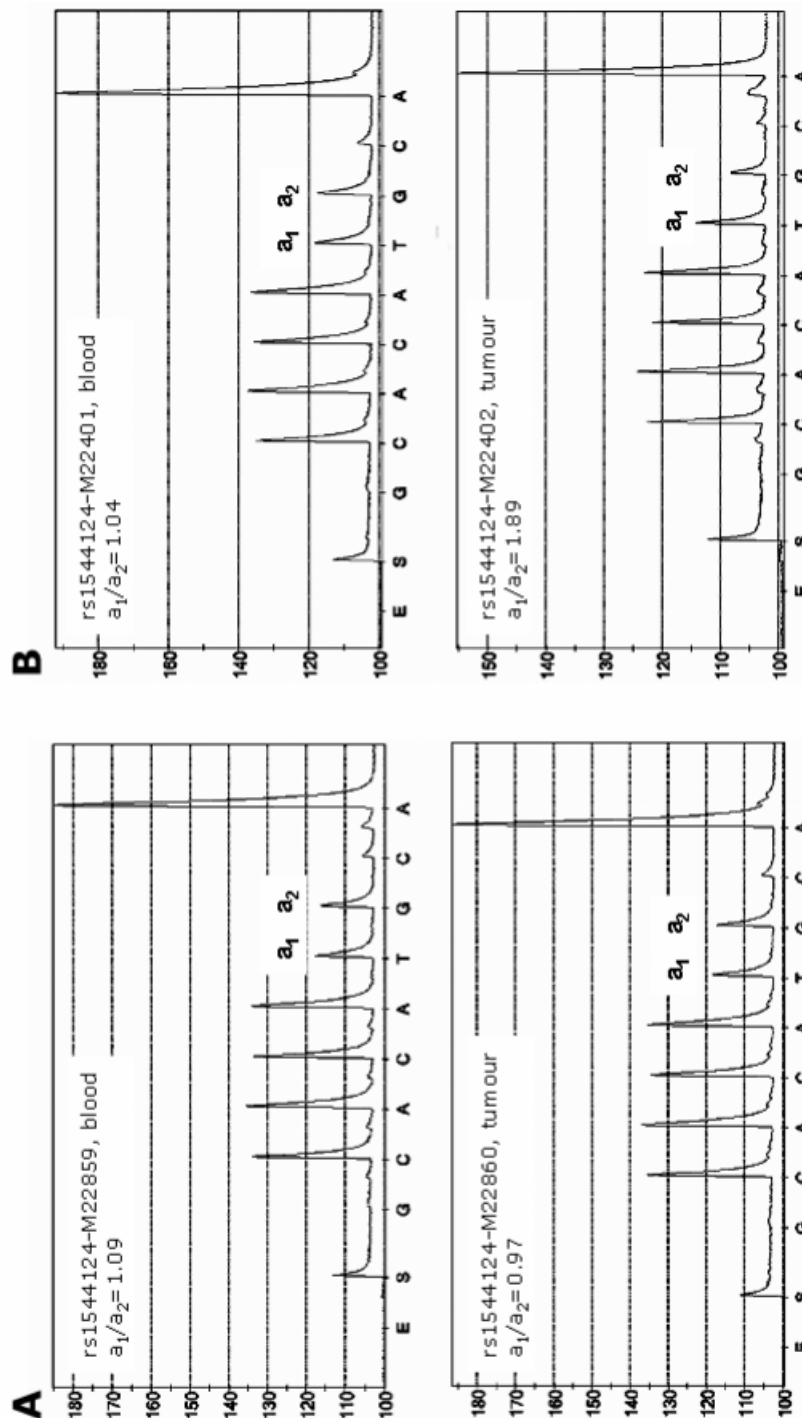 A
180
170
160
150
140
130
120
110
100
rs1544124-M22859, blood
a1/a2=1.09
a1 a2
E S G C A C A T G C A
B
180
160
140
120
100
rs1544124-M22401, blood
a1/a2=1.04
a1 a2
E S G C A C A T G C A
180
170
160
150
140
130
120
110
100
rs1544124-M22860, tumour
a1/a2=0.97
a1 a2
E S G C A C A T G C A
150
140
130
120
110
100
rs1544124-M22402, tumour
a1/a2=1.89
a1 a2
E S G C A C A T G C A